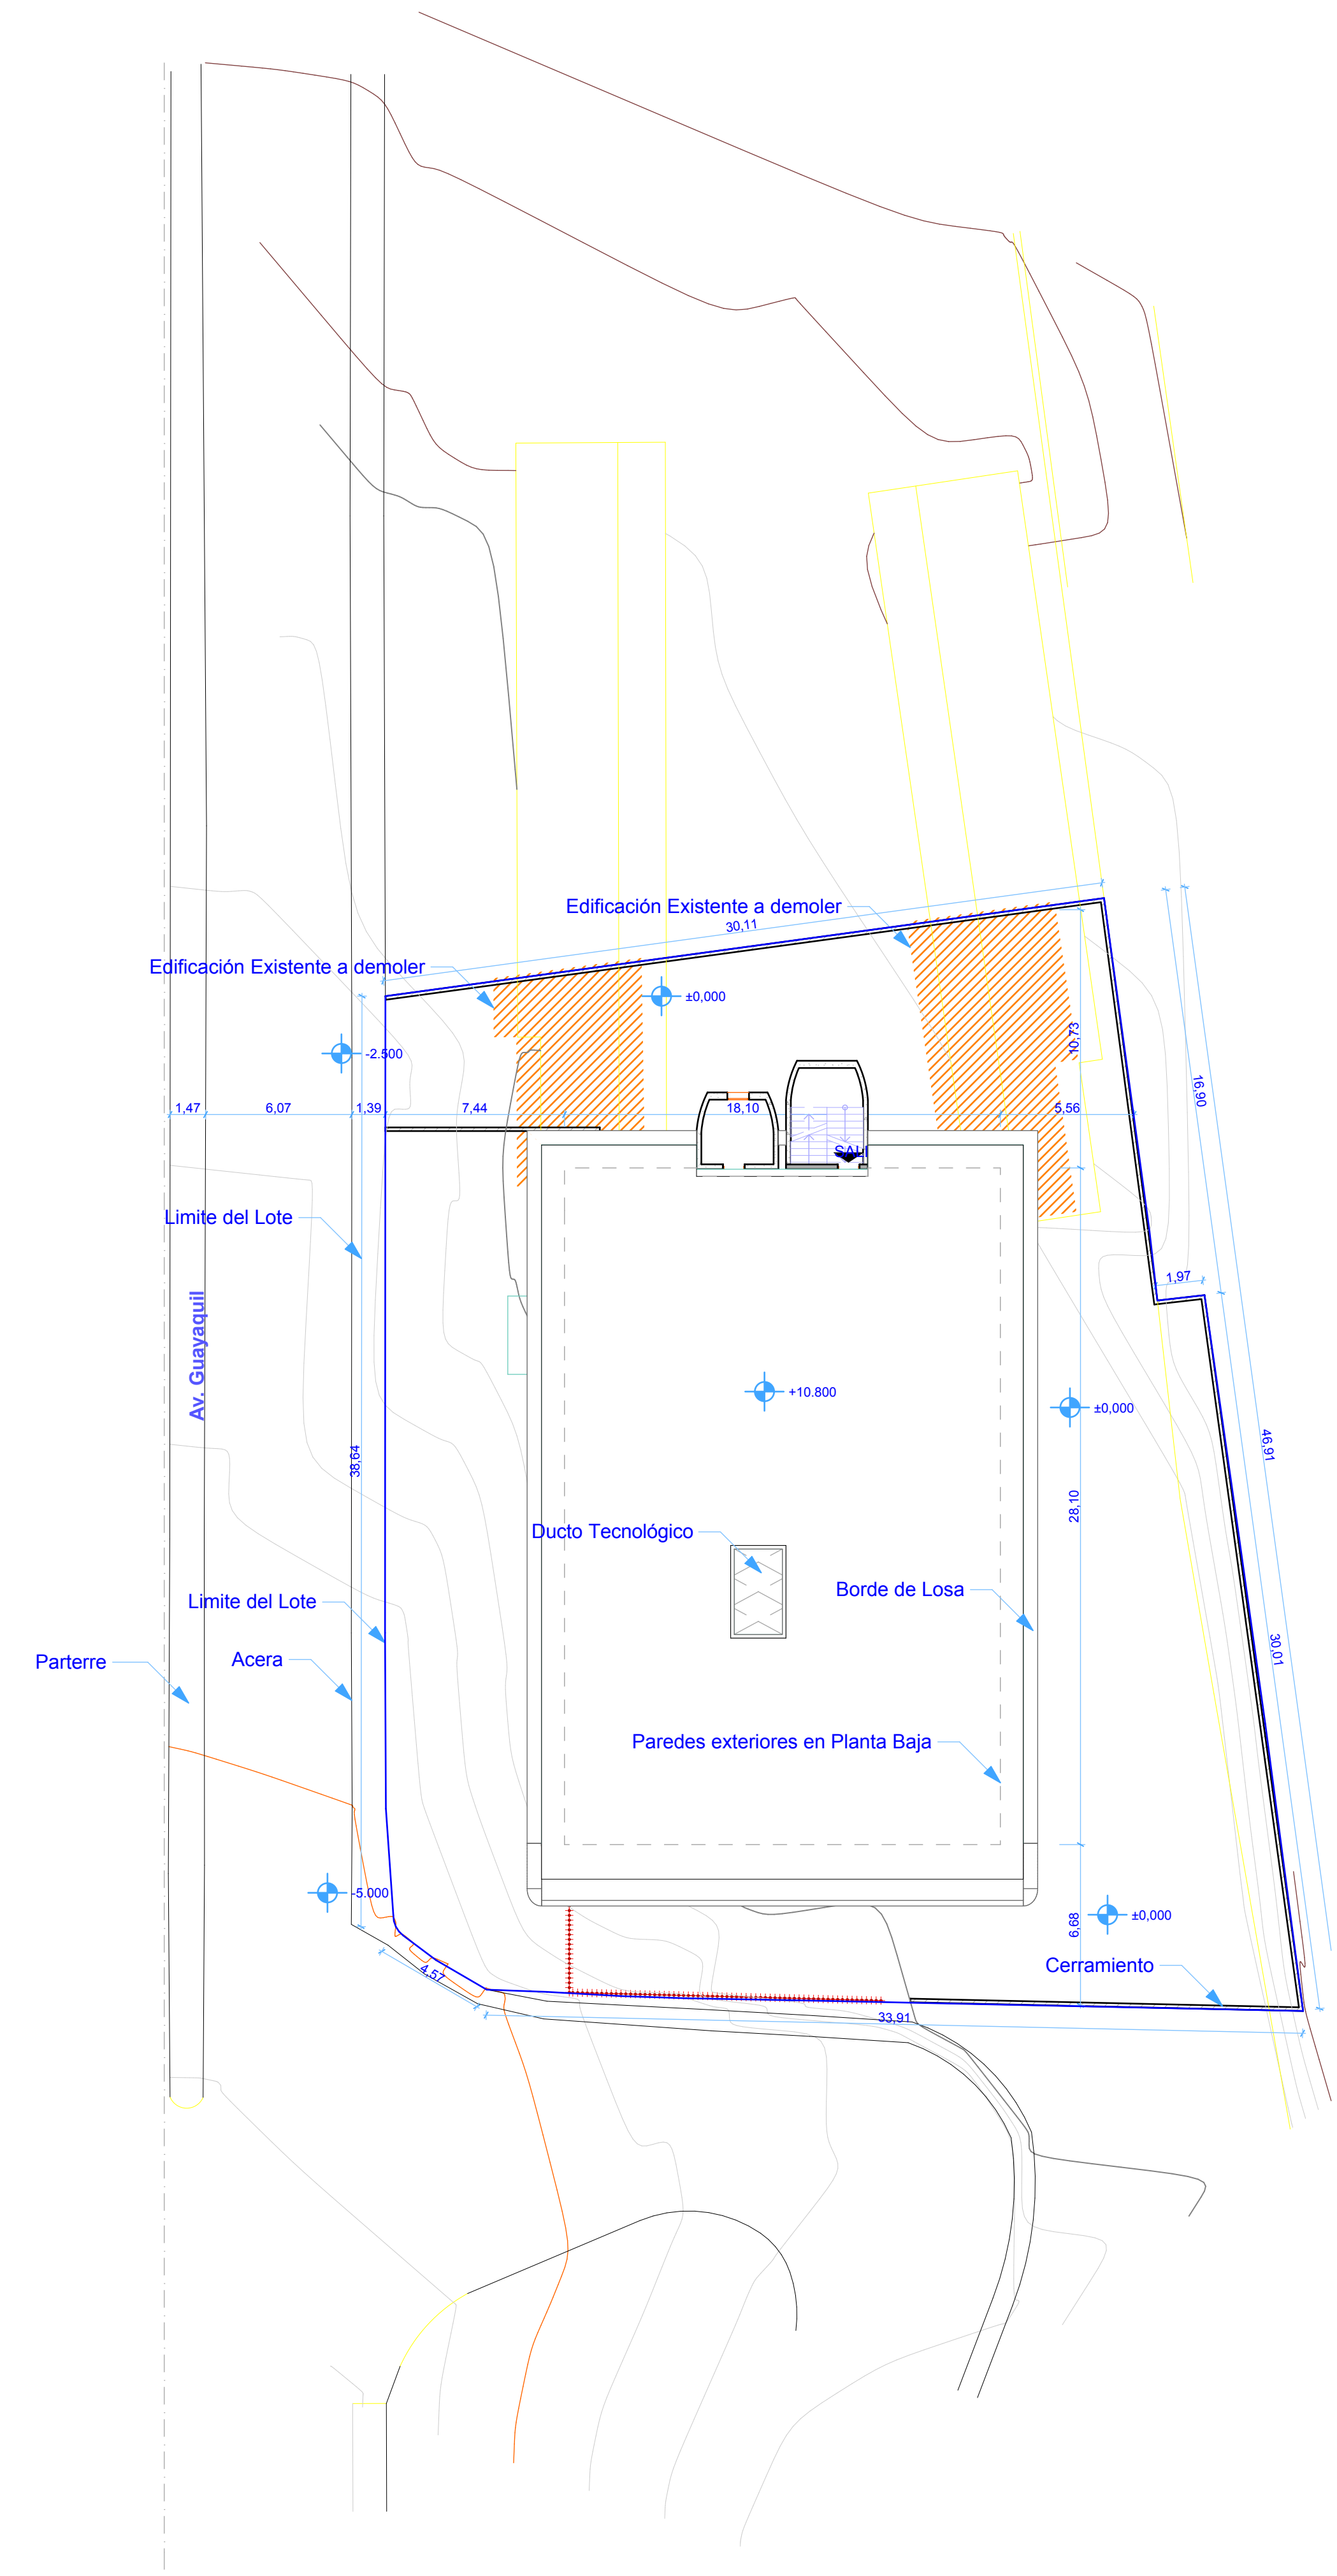 Edificación Existente a demoler
30,11
Edificación Existente a demoler
±0,000
10,73
-2.500
16,90
1,47
6,07
1,39
7,44
18,10
5,56
SALI
Limite del Lote
1,97
Av. Guayaquil
+10.800
±0,000
38,64
46,91
28,10
Ducto Tecnológico
Borde de Losa
Limite del Lote
30,01
Acera
Parterre
Paredes exteriores en Planta Baja
-5.000
6,68
±0,000
4,57
Cerramiento
33,91